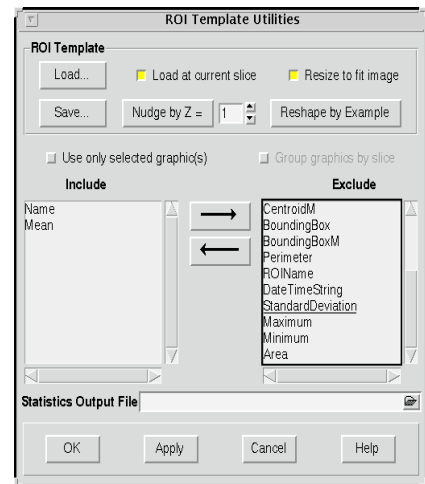 ROI Template Utilities
ROI Template
Load...
Load at current slice
Resize to fit image
Save...
Nudge by Z =
1
Reshape by Example
Use only selected graphic(s)
Group graphics by slice
Include
Exclude
Name
Mean
CentroidM
BoundingBox
BoundingBoxM
Perimeter
ROIName
DateTimeString
StandardDeviation
Maximum
Minimum
Area
Statistics Output File
OK
Apply
Cancel
Help